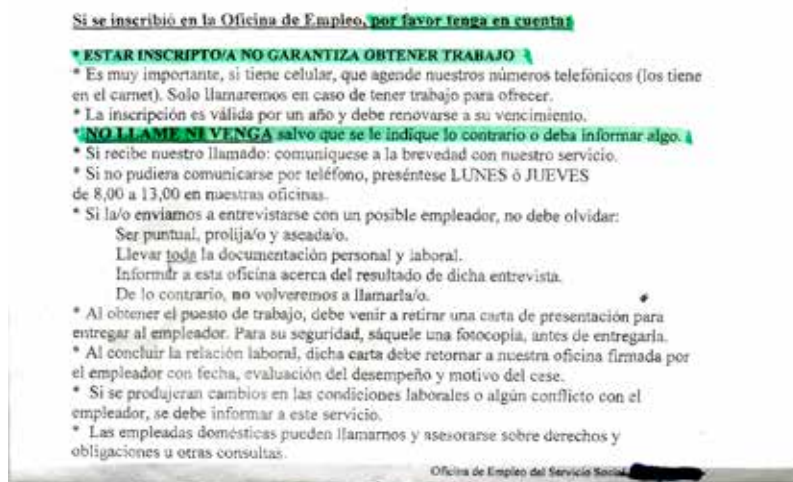 Si se inscribió en la Oficina de Empleo, por favor tenga en cuenta:
* ESTAR INSCRIPTO/A NO GARANTIZA OBTENER TRABAJO
* Es muy importante, si tiene celular, que agende nuestros números telefónicos (los tiene
en el carnet). Solo llamaremos en caso de tener trabajo para ofrecer.
* La inscripción es válida por un año y debe renovarse a su vencimiento.
* NO LLAME NI VENGA salvo que se le indique lo contrario o deba informar algo.
* Si recibe nuestro llamado: comuníquese a la brevedad con nuestro servicio.
* Si no pudiera comunicarse por teléfono, preséntese LUNES ó JUEVES
de 8,00 a 13,00 en nuestras oficinas.
* Si la/o enviamos a entrevistarse con un posible empleador, no debe olvidar:
Ser puntual, prolija/o y aseada/o.
Llevar toda la documentación personal y laboral.
Informar a esta oficina acerca del resultado de dicha entrevista.
De lo contrario, no volveremos a llamarla/o.
* Al obtener el puesto de trabajo, debe venir a retirar una carta de presentación para
entregar al empleador. Para su seguridad, sáquele una fotocopia, antes de entregarla.
* Al concluir la relación laboral, dicha carta debe retornar a nuestra oficina firmada por
el empleador con fecha, evaluación del desempeño y motivo del cese.
* Si se produjeran cambios en las condiciones laborales o algún conflicto con el
empleador, se debe informar a este servicio.
* Las empleadas domésticas pueden llamarnos y asesorarse sobre derechos y
obligaciones u otras consultas.
Oficina de Empleo del Servicio Social